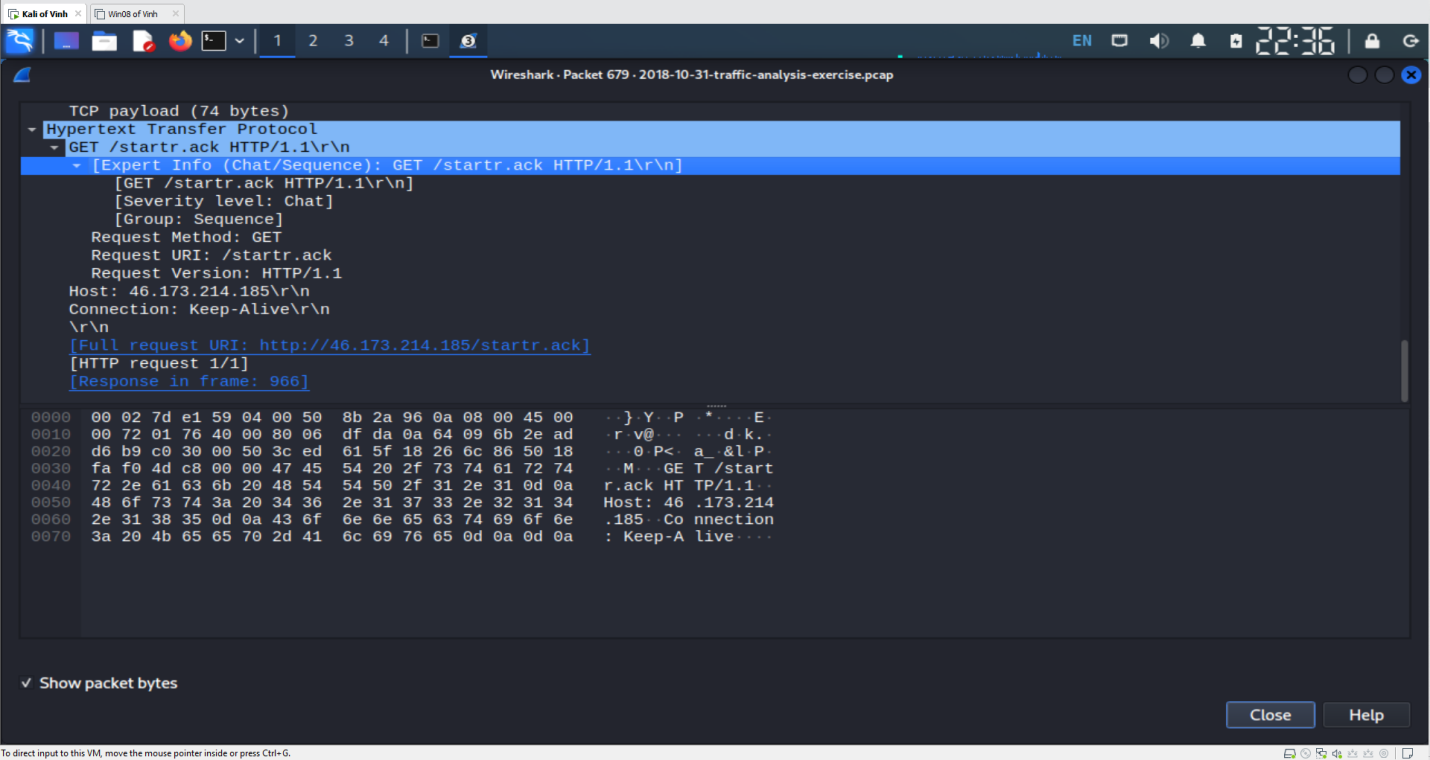 Kali of Vinh × Win08 of Vinh ×
1 2 3 4 EN 22:36
Wireshark · Packet 679 · 2018-10-31-traffic-analysis-exercise.pcap
TCP payload (74 bytes)
Hypertext Transfer Protocol
GET /startr.ack HTTP/1.1\r\n
[Expert Info (Chat/Sequence): GET /startr.ack HTTP/1.1\r\n]
[GET /startr.ack HTTP/1.1\r\n]
[Severity level: Chat]
[Group: Sequence]
Request Method: GET
Request URI: /startr.ack
Request Version: HTTP/1.1
Host: 46.173.214.185\r\n
Connection: Keep-Alive\r\n
\r\n
[Full request URI: http://46.173.214.185/startr.ack]
[HTTP request 1/1]
[Response in frame: 966]
0000 00 02 7d e1 59 04 00 50 8b 2a 96 0a 08 00 45 00 ··}·Y··P ·*····E·
0010 00 72 01 76 40 00 80 06 df da 0a 64 09 6b 2e ad ·r·v@··· ···d·k.·
0020 d6 b9 c0 30 00 50 3c ed 61 5f 18 26 6c 86 50 18 ···0·P<· a_·&l·P·
0030 fa f0 4d c8 00 00 47 45 54 20 2f 73 74 61 72 74 ··M···GE T /start
0040 72 2e 61 63 6b 20 48 54 54 50 2f 31 2e 31 0d 0a r.ack HT TP/1.1··
0050 48 6f 73 74 3a 20 34 36 2e 31 37 33 2e 32 31 34 Host: 46 .173.214
0060 2e 31 38 35 0d 0a 43 6f 6e 6e 65 63 74 69 6f 6e .185··Co nnection
0070 3a 20 4b 65 65 70 2d 41 6c 69 76 65 0d 0a 0d 0a : Keep-A live····
Show packet bytes
Close Help
To direct input to this VM, move the mouse pointer inside or press Ctrl+G.